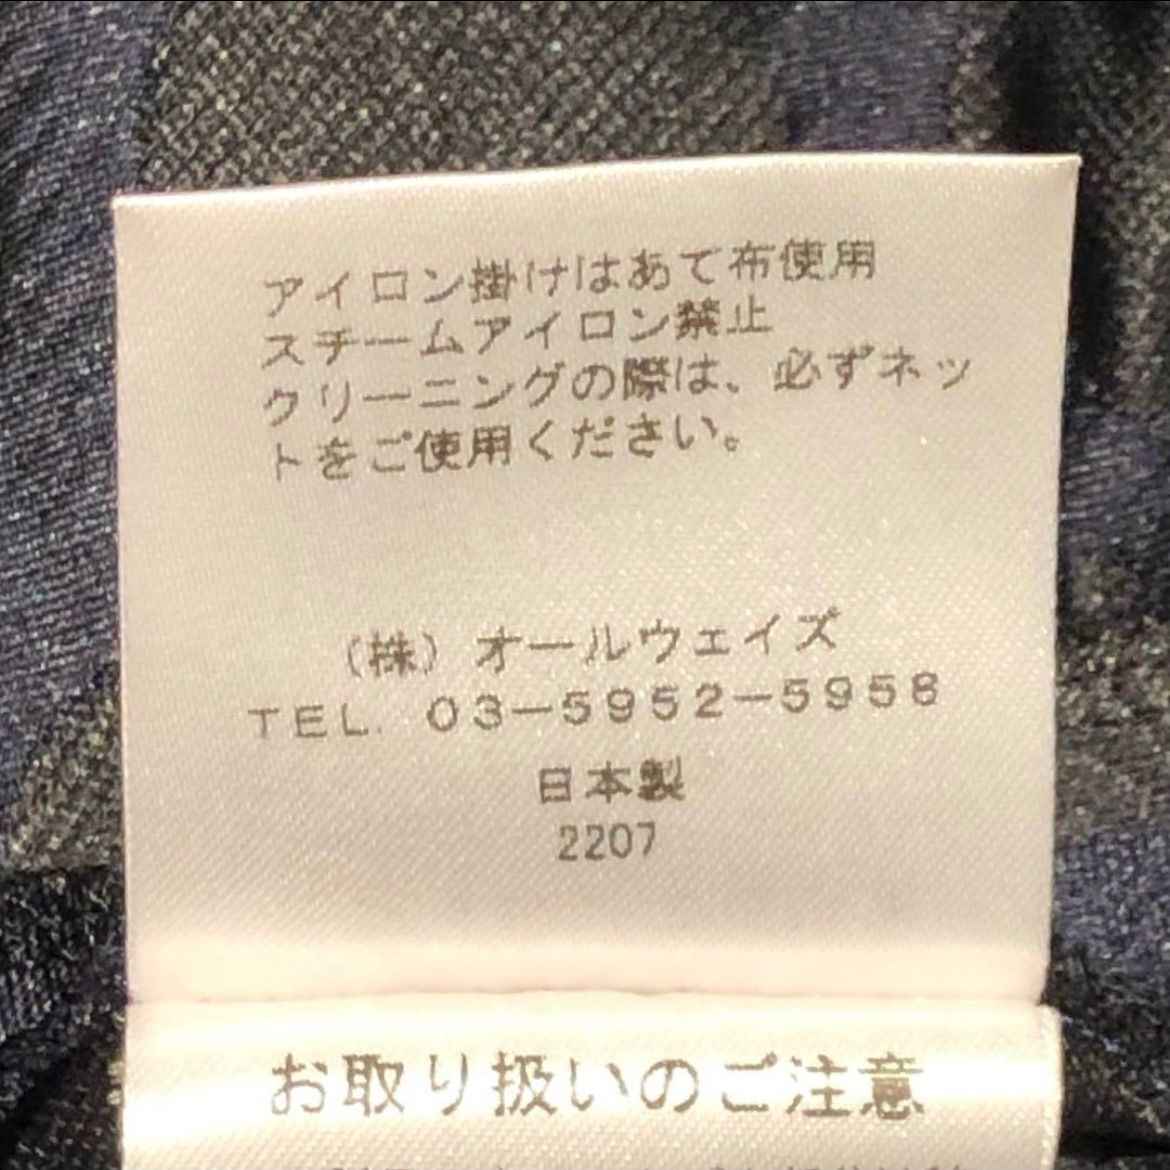 アイロン掛けはあて布使用
スチームアイロン禁止
クリーニングの際は、必ずネッ
トをご使用ください。
(株)オールウェイズ
TEL. 03-5952-5958
日本製
2207
お取り扱いのご注意